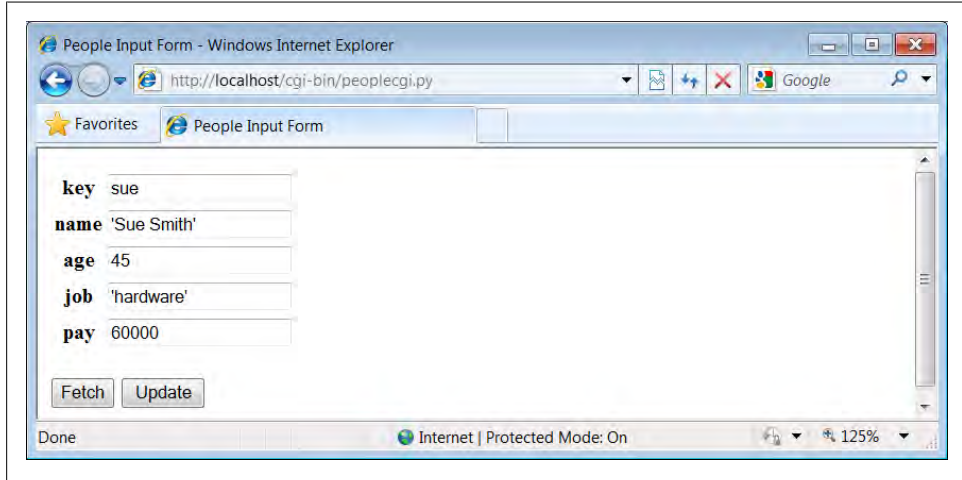 People Input Form - Windows Internet Explorer
http://localhost/cgi-bin/peoplecgi.py
Google
Favorites
People Input Form
key sue
name 'Sue Smith'
age 45
job 'hardware'
pay 60000
Fetch Update
Done
Internet | Protected Mode: On
125%